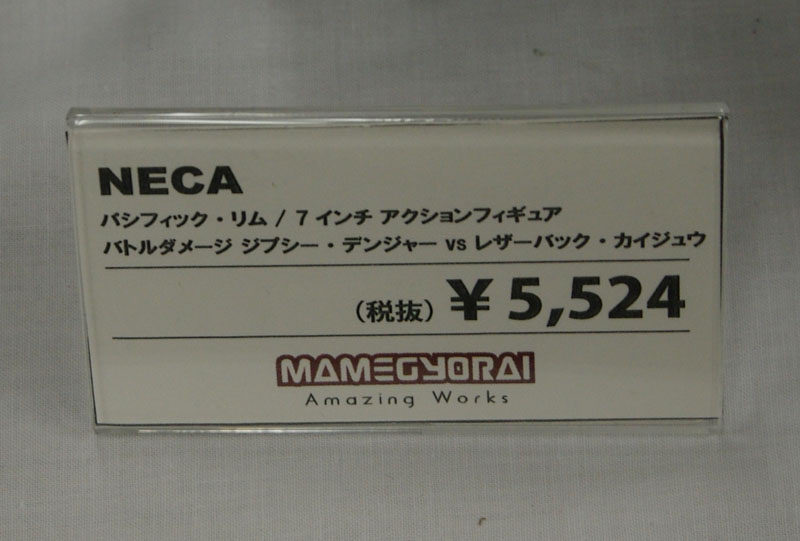 NECA
パシフィック・リム / 7 インチ アクションフィギュア
バトルダメージ ジプシー・デンジャー vs レザーバック・カイジュウ
（税抜）￥5,524
MAMEGYORAI
Amazing Works